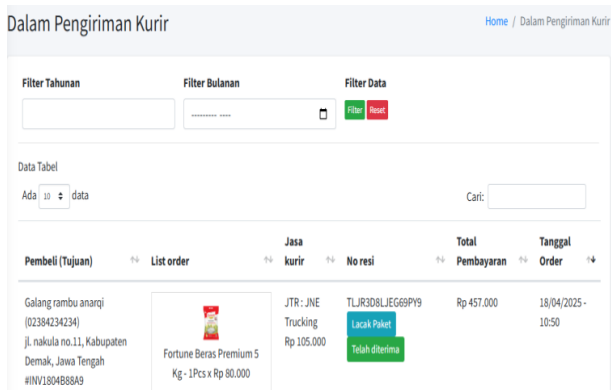 Dalam Pengiriman Kurir
Home / Dalam Pengiriman Kurir
Filter Tahunan
Filter Bulanan
Filter Data
--------- ----
Filter
Reset
Data Tabel
Ada 10 data
Cari:
Pembeli (Tujuan)
List order
Jasa
kurir
No resi
Total
Pembayaran
Tanggal
Order
Galang rambu anarqi
(02384234234)
jl. nakula no.11, Kabupaten
Demak, Jawa Tengah
#INV1804B88A9
Fortune Beras Premium 5
Kg - 1Pcs x Rp 80.000
JTR : JNE
Trucking
Rp 105.000
TLJR3D8LJEG69PY9
Lacak Paket
Telah diterima
Rp 457.000
18/04/2025 -
10:50